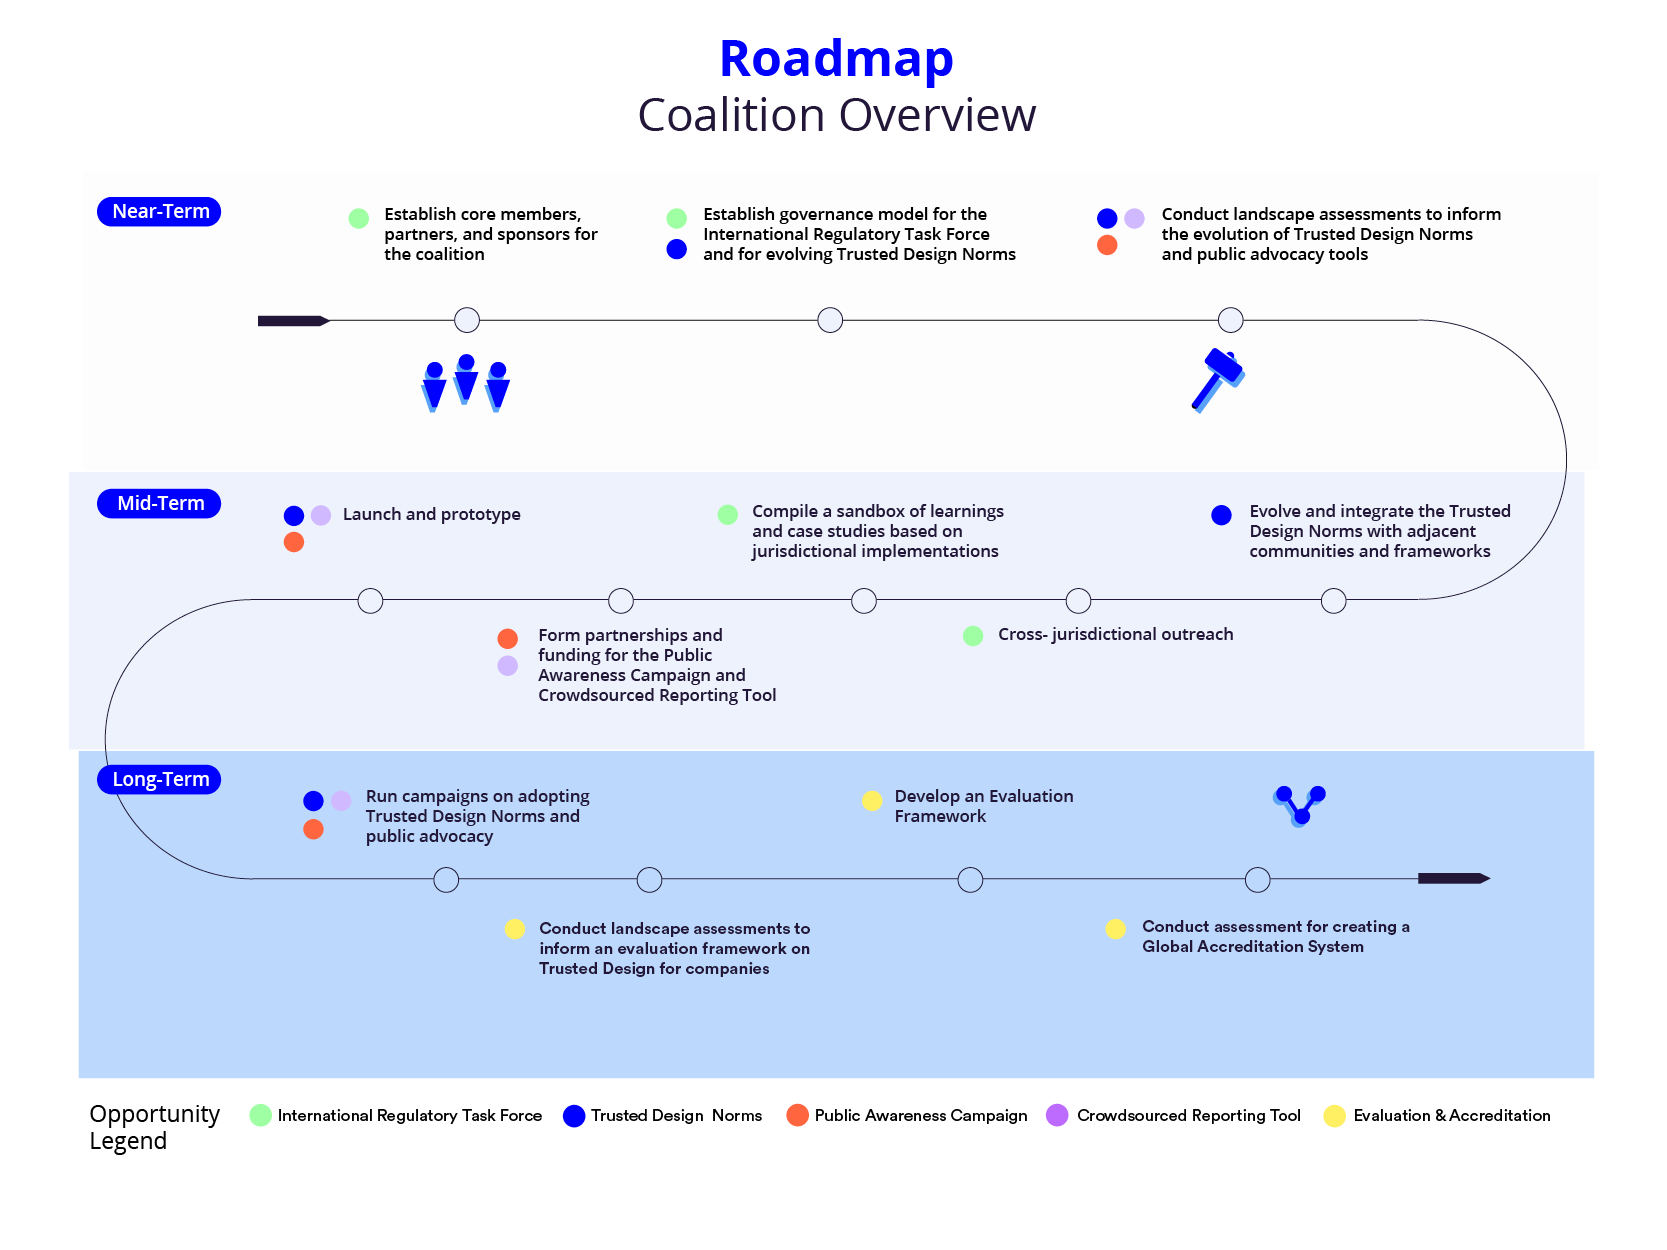 Roadmap
Coalition Overview
Near-Term
Establish core members,
partners, and sponsors for
the coalition
Establish governance model for the
International Regulatory Task Force
and for evolving Trusted Design Norms
Conduct landscape assessments to inform
the evolution of Trusted Design Norms
and public advocacy tools
Mid-Term
Launch and prototype
Compile a sandbox of learnings
and case studies based on
jurisdictional implementations
Evolve and integrate the Trusted
Design Norms with adjacent
communities and frameworks
Form partnerships and
funding for the Public
Awareness Campaign and
Crowdsourced Reporting Tool
Cross- jurisdictional outreach
Long-Term
Run campaigns on adopting
Trusted Design Norms and
public advocacy
Develop an Evaluation
Framework
Conduct landscape assessments to
inform an evaluation framework on
Trusted Design for companies
Conduct assessment for creating a
Global Accreditation System
Opportunity
Legend
International Regulatory Task Force
Trusted Design Norms
Public Awareness Campaign
Crowdsourced Reporting Tool
Evaluation & Accreditation